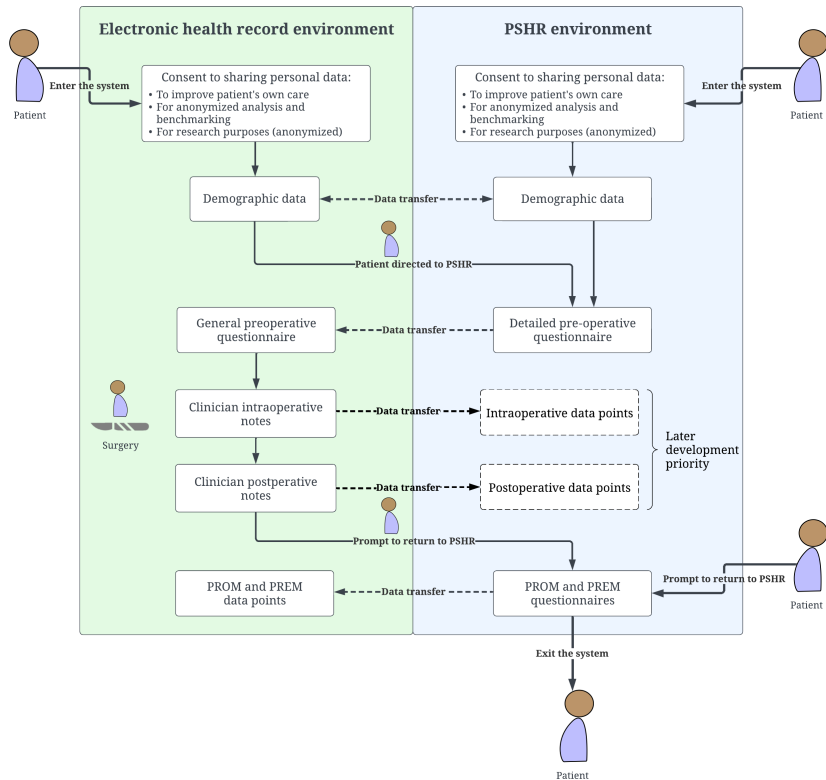 Electronic health record environment
PSHR environment
Consent to sharing personal data:
• To improve patient's own care
• For anonymized analysis and
benchmarking
• For research purposes (anonymized)
Consent to sharing personal data:
• To improve patient's own care
• For anonymized analysis and
benchmarking
• For research purposes (anonymized)
Enter the system
Enter the system
Patient
Patient
Demographic data
Data transfer
Demographic data
Patient directed to PSHR
General preoperative
questionnaire
Data transfer
Detailed pre-operative
questionnaire
Surgery
Clinician intraoperative
notes
Data transfer
Intraoperative data points
Later
development
priority
Clinician postperative
notes
Data transfer
Postoperative data points
Prompt to return to PSHR
PROM and PREM
data points
Data transfer
PROM and PREM
questionnaires
Prompt to return to PSHR
Patient
Exit the system
Patient